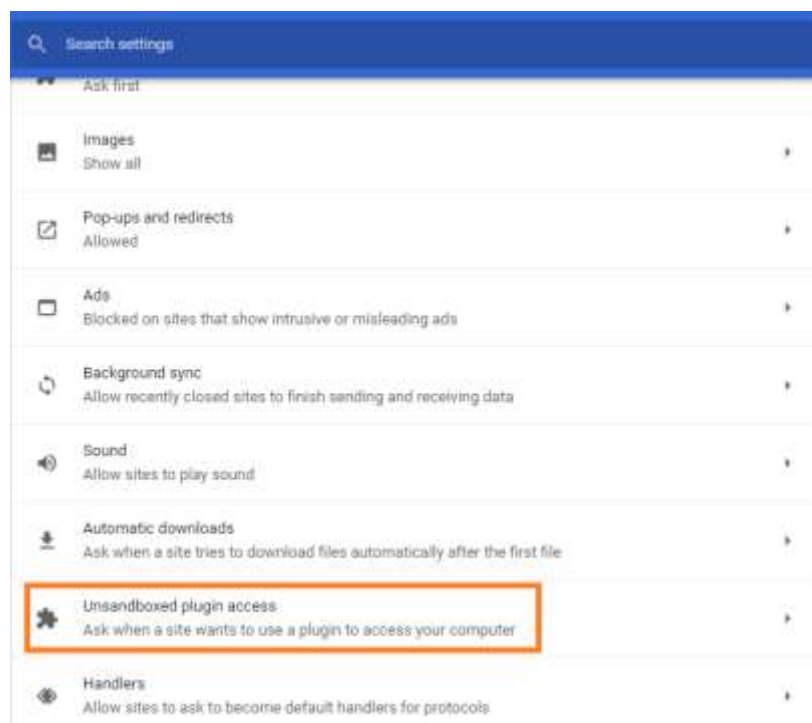 Search settings
Ask first
Images
Show all
Pop-ups and redirects
Allowed
Ads
Blocked on sites that show intrusive or misleading ads
Background sync
Allow recently closed sites to finish sending and receiving data
Sound
Allow sites to play sound
Automatic downloads
Ask when a site tries to download files automatically after the first file
Unsandboxed plugin access
Ask when a site wants to use a plugin to access your computer
Handlers
Allow sites to ask to become default handlers for protocols